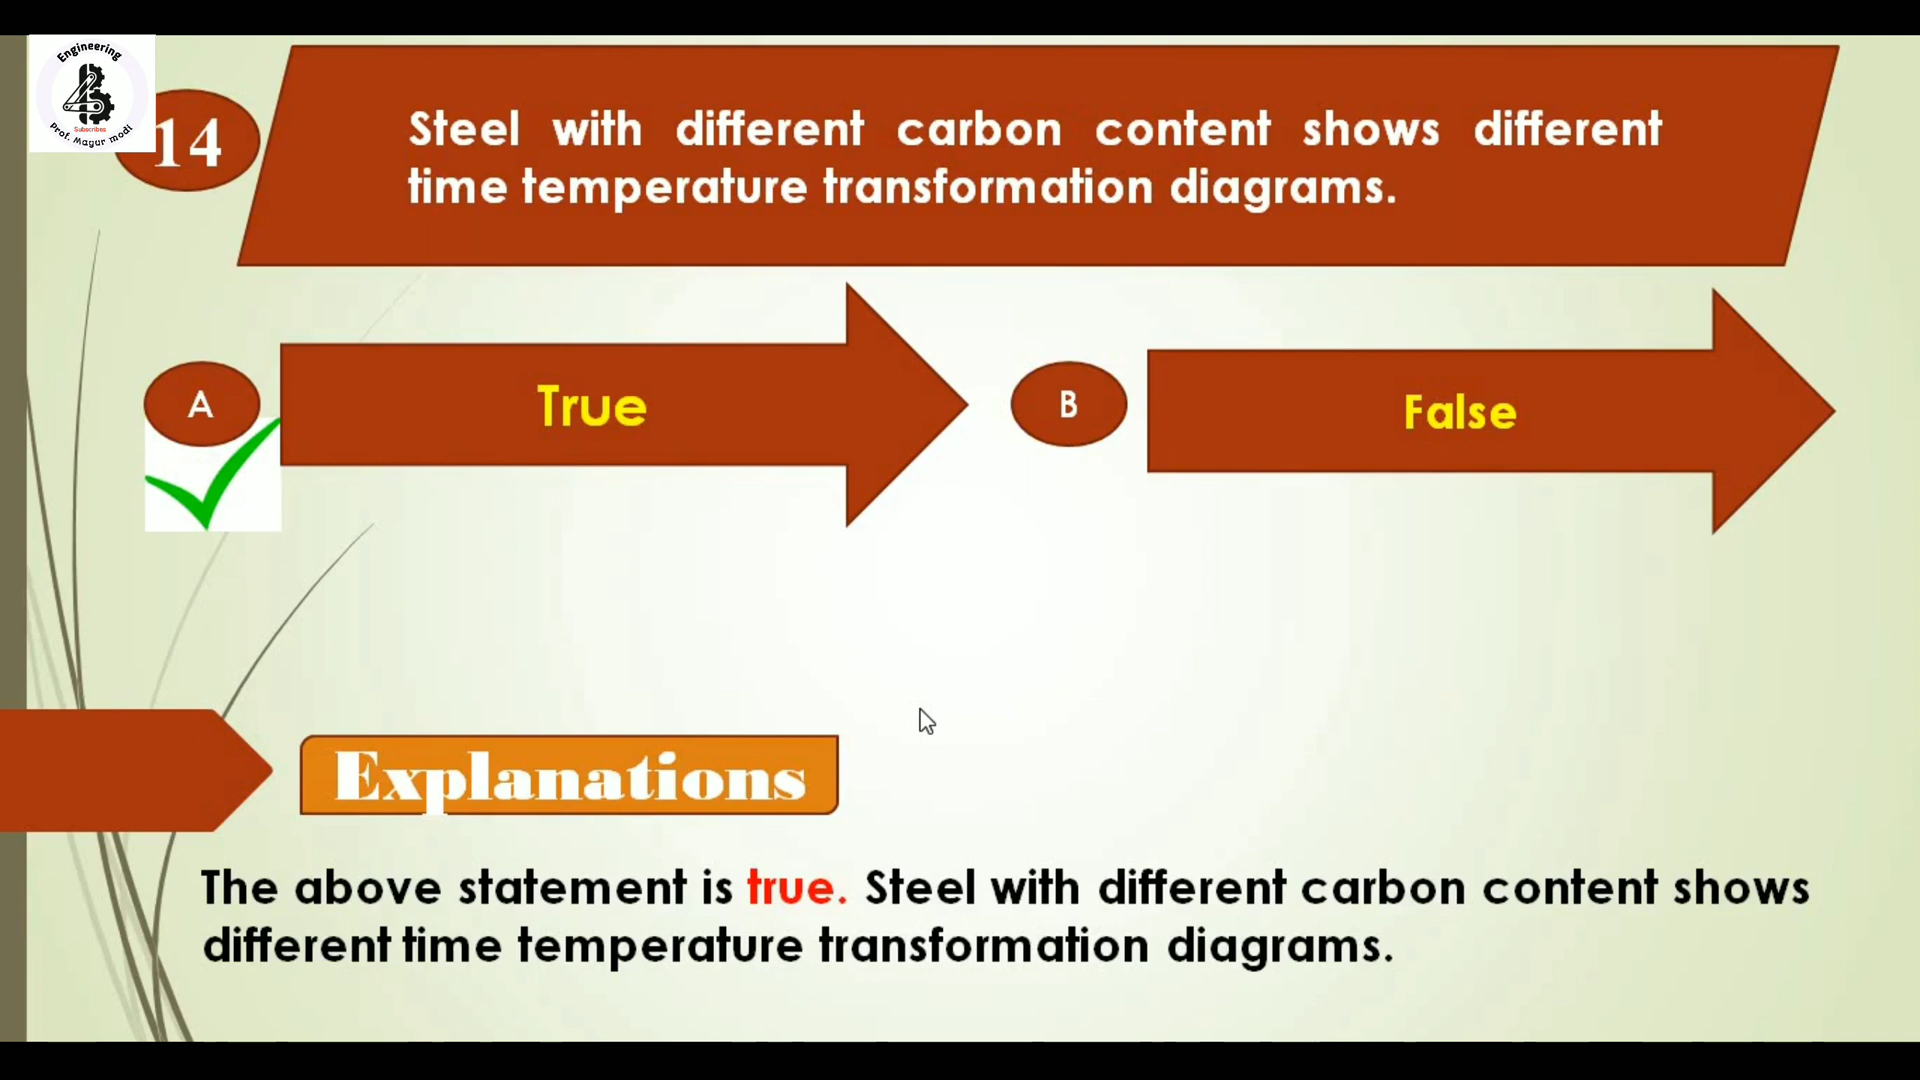 Engineering
Subscribes
Prof. Mayur modi
14
Steel with different carbon content shows different
time temperature transformation diagrams.
A
True
B
False
Explanations
The above statement is true. Steel with different carbon content shows
different time temperature transformation diagrams.